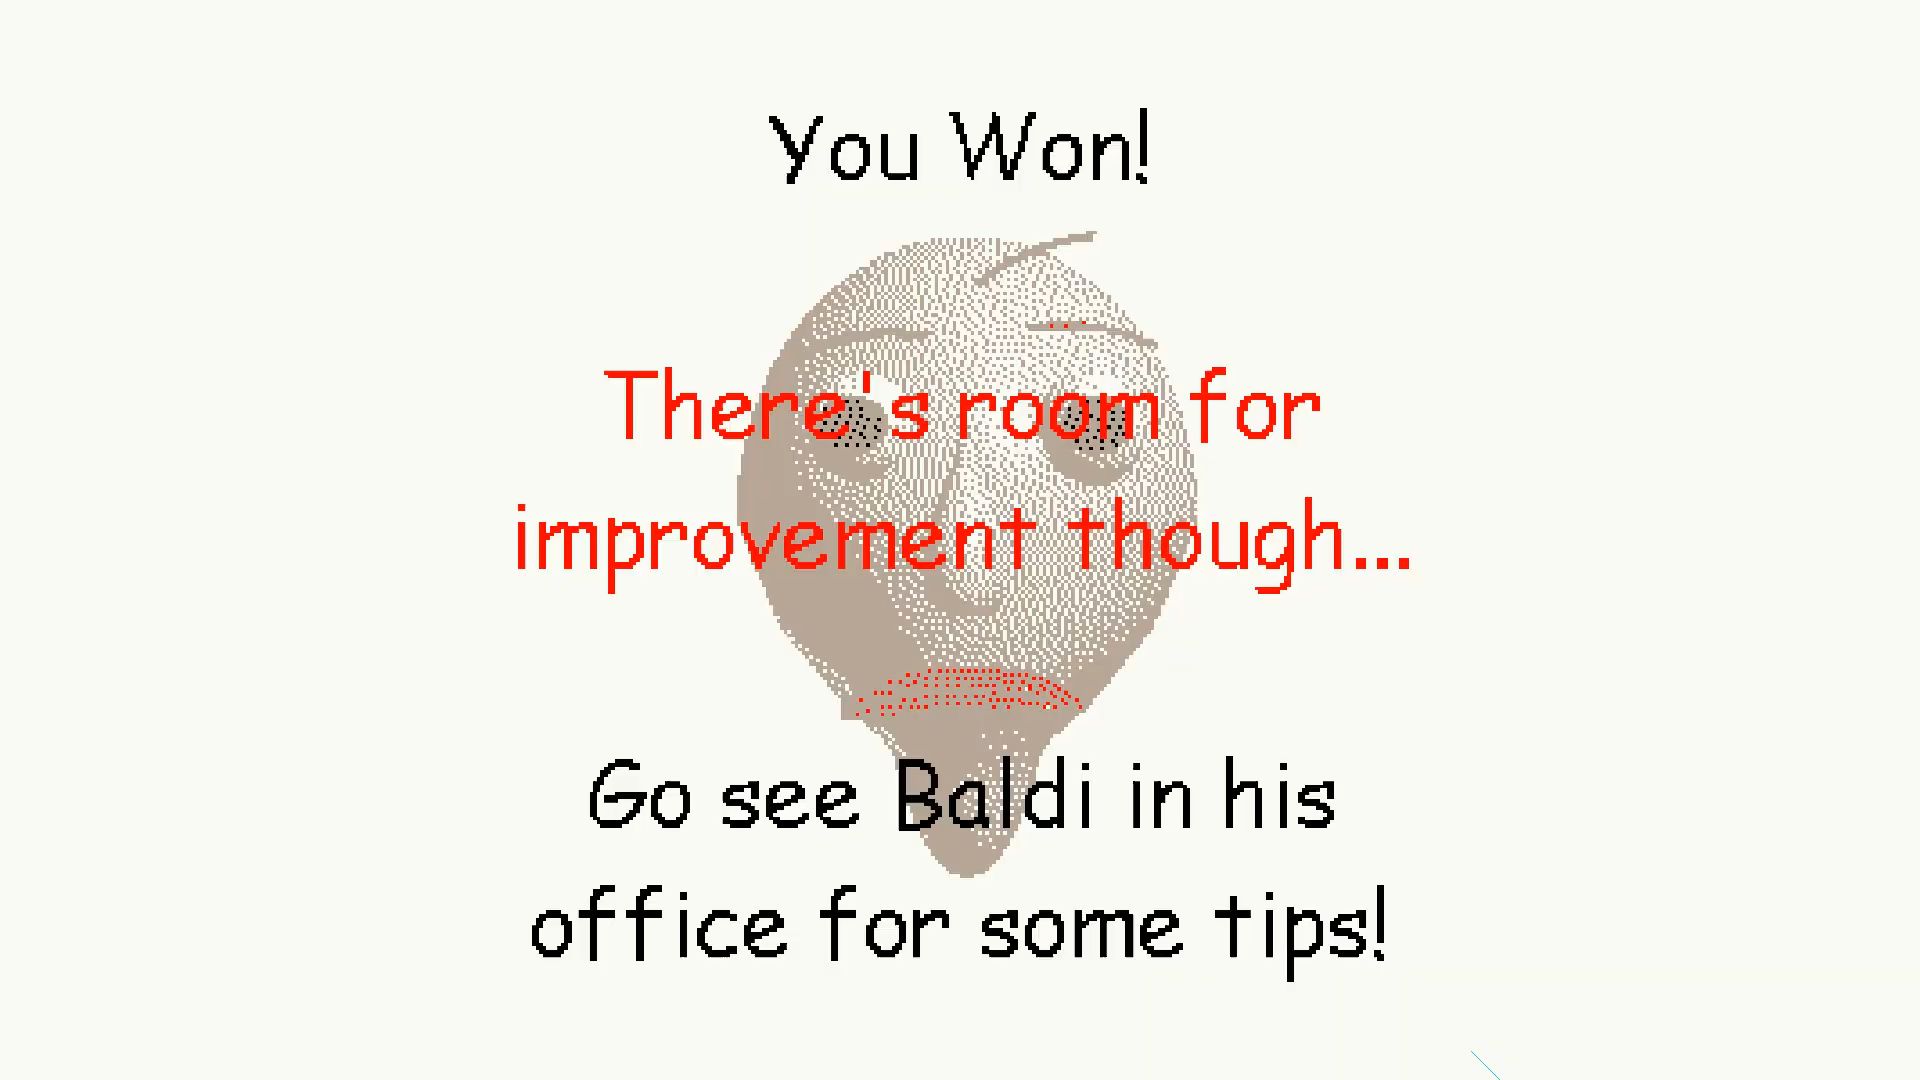 You Won!
There's room for
improvement though...
Go see Baldi in his
office for some tips!